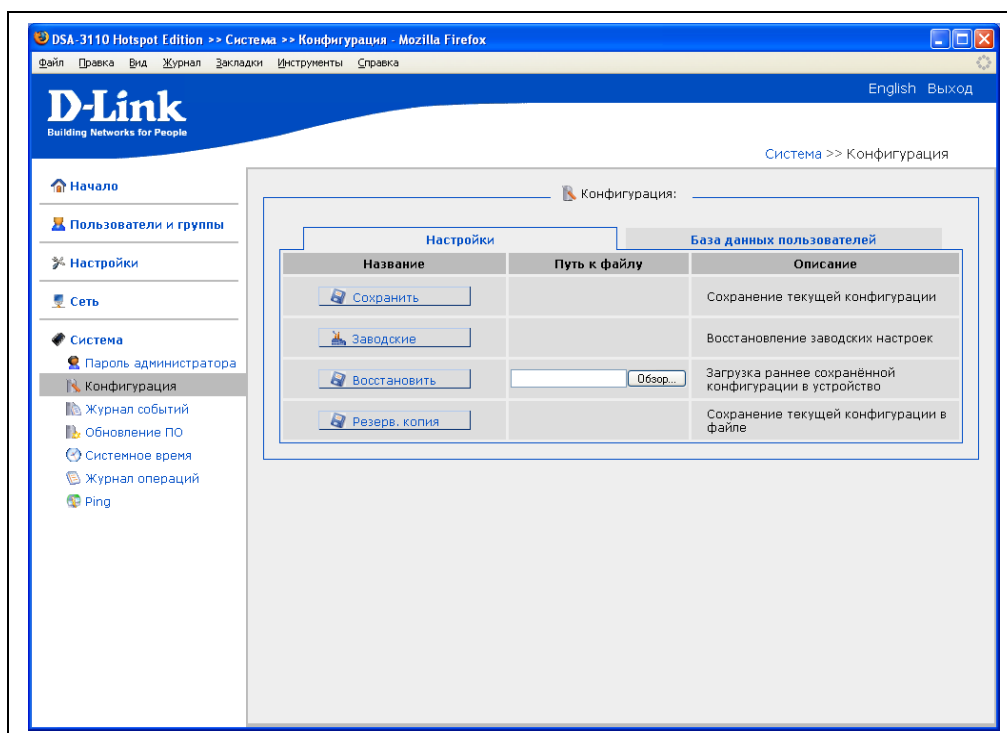 DSA-3110 Hotspot Edition >> Система >> Конфигурация - Mozilla Firefox
Файл Правка Вид Журнал Закладки Инструменты Справка
English Выход
D-Link
Building Networks for People
Система >> Конфигурация
Начало
Пользователи и группы
Настройки
Сеть
Система
Пароль администратора
Конфигурация
Журнал событий
Обновление ПО
Системное время
Журнал операций
Ping
Конфигурация:
Настройки База данных пользователей
Название Путь к файлу Описание
Сохранить Сохранение текущей конфигурации
Заводские Восстановление заводских настроек
Восстановить Обзор... Загрузка раннее сохранённой
конфигурации в устройство
Резерв. копия Сохранение текущей конфигурации в
файле